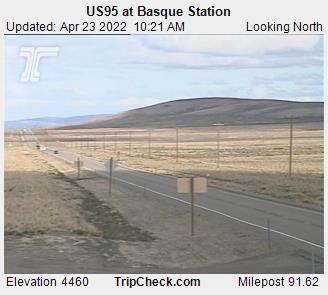 US95 at Basque Station
Updated: Apr 23 2022 10:21 AM Looking North
Elevation 4460 TripCheck.com Milepost 91.62